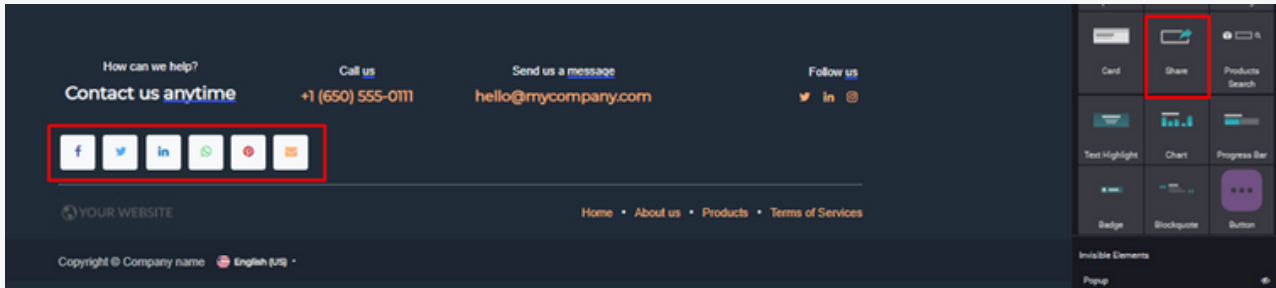 How can we help?
Contact us anytime
Call us
+1 (650) 555-0111
Send us a message
hello@mycompany.com
Follow us
YOUR WEBSITE
Home • About us • Products • Terms of Services
Copyright © Company name English (US)
Card
Share
Products
Search
Text Highlight
Chart
Progress Bar
Badge
Blockquote
Button
Invisible Elements
Popup